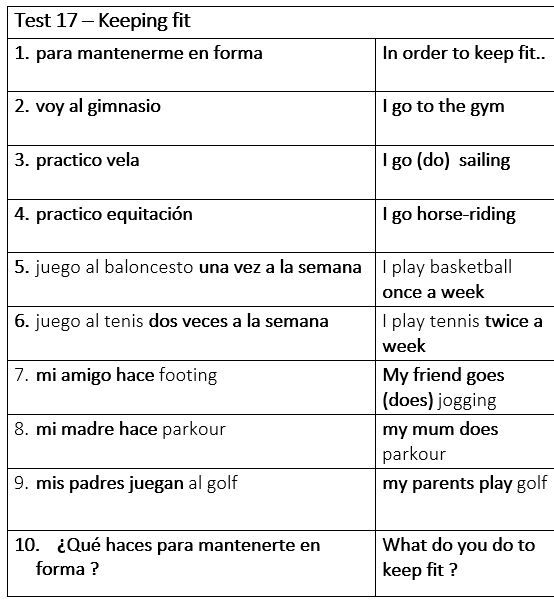 Test 17 – Keeping fit
1. para mantenerme en forma
In order to keep fit..
2. voy al gimnasio
I go to the gym
3. practico vela
I go (do)  sailing
4. practico equitación
I go horse-riding
5. juego al baloncesto una vez a la semana
I play basketball
once a week
6. juego al tenis dos veces a la semana
I play tennis twice a
week
7. mi amigo hace footing
My friend goes
(does) jogging
8. mi madre hace parkour
my mum does
parkour
9. mis padres juegan al golf
my parents play golf
10. ¿Qué haces para mantenerte en
forma ?
What do you do to
keep fit ?